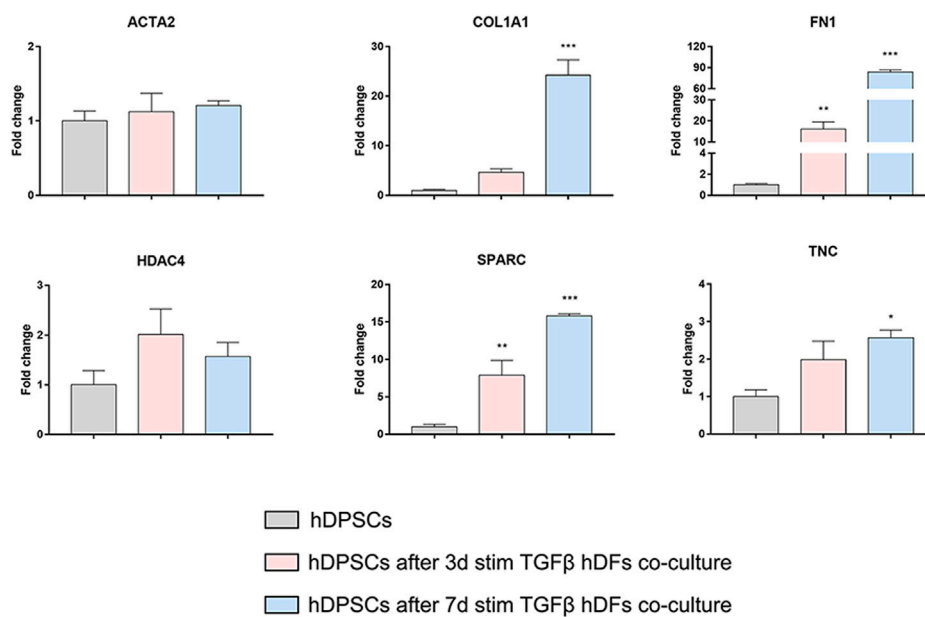 ACTA2
Fold change
2
1
0
COL1A1
***
Fold change
30
20
10
0
FN1
***
**
Fold change
90
80
70
60
30
20
10
4
2
0
HDAC4
Fold change
3
2
1
0
SPARC
***
**
Fold change
20
15
10
5
0
TNC
*
Fold change
4
3
2
1
0
hDPSCs
hDPSCs after 3d stim TGFβ hDFs co-culture
hDPSCs after 7d stim TGFβ hDFs co-culture